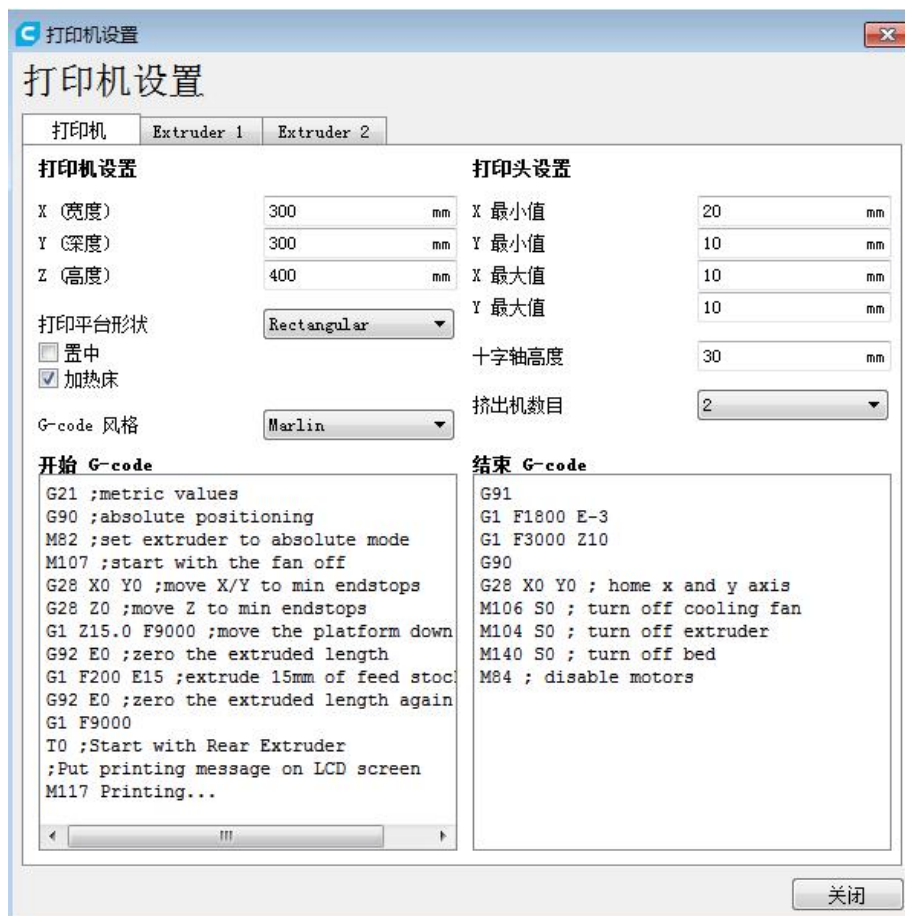 打印机设置
打印机设置
打印机 Extruder 1 Extruder 2
打印机设置
X (宽度) 300 mm
Y (深度) 300 mm
Z (高度) 400 mm
打印平台形状 Rectangular
置中
加热床
G-code 风格 Marlin
打印头设置
X 最小值 20 mm
Y 最小值 10 mm
X 最大值 10 mm
Y 最大值 10 mm
十字轴高度 30 mm
挤出机数目 2
开始 G-code
G21 ;metric values
G90 ;absolute positioning
M82 ;set extruder to absolute mode
M107 ;start with the fan off
G28 X0 Y0 ;move X/Y to min endstops
G28 Z0 ;move Z to min endstops
G1 Z15.0 F9000 ;move the platform down
G92 E0 ;zero the extruded length
G1 F200 E15 ;extrude 15mm of feed stoc
G92 E0 ;zero the extruded length again
G1 F9000
T0 ;Start with Rear Extruder
;Put printing message on LCD screen
M117 Printing...
结束 G-code
G91
G1 F1800 E-3
G1 F3000 Z10
G90
G28 X0 Y0 ; home x and y axis
M106 S0 ; turn off cooling fan
M104 S0 ; turn off extruder
M140 S0 ; turn off bed
M84 ; disable motors
关闭